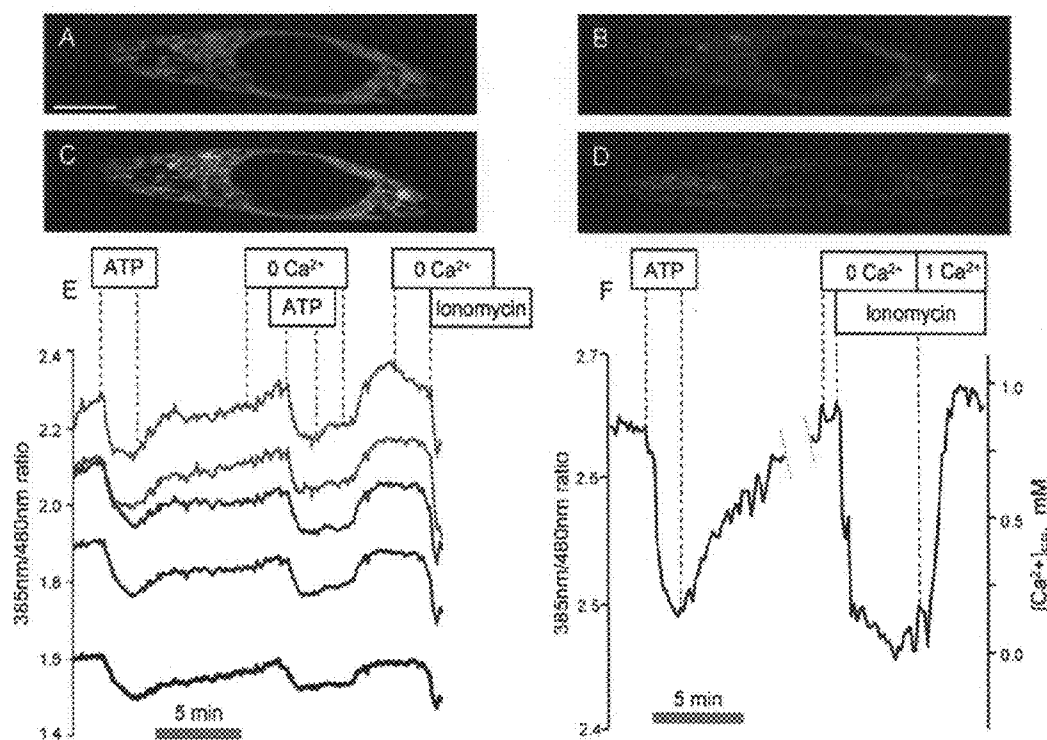 A
B
C
D
E
ATP
0 Ca²⁺
ATP
0 Ca²⁺
Ionomycin
385nm/480nm ratio
2.4
2.2
2.0
1.8
1.6
1.4
5 min
F
ATP
0 Ca²⁺
1 Ca²⁺
Ionomycin
385nm/480nm ratio
2.7
2.6
2.5
2.4
5 min
1.0
0.5
0.0
mM